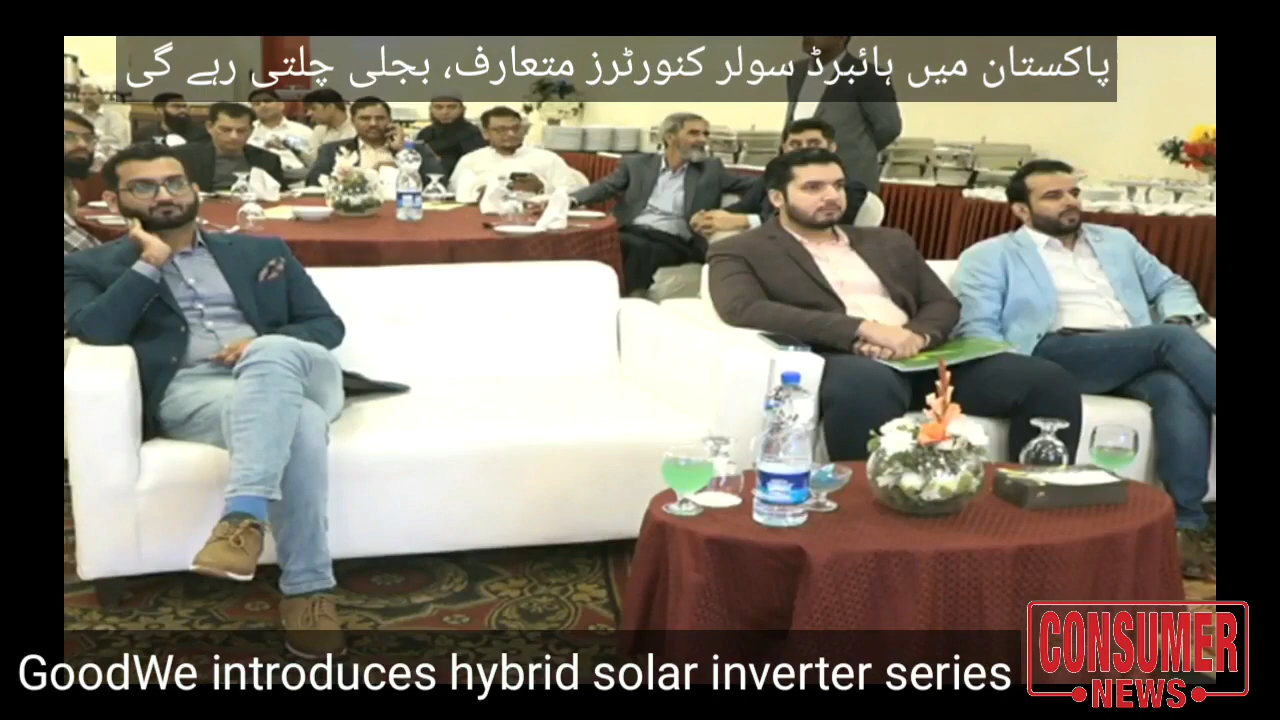 پاکستان میں ہائبرڈ سولر کنورٹرز متعارف، بجلی چلتی رہے گی
GoodWe introduces hybrid solar inverter series
CONSUMER
NEWS